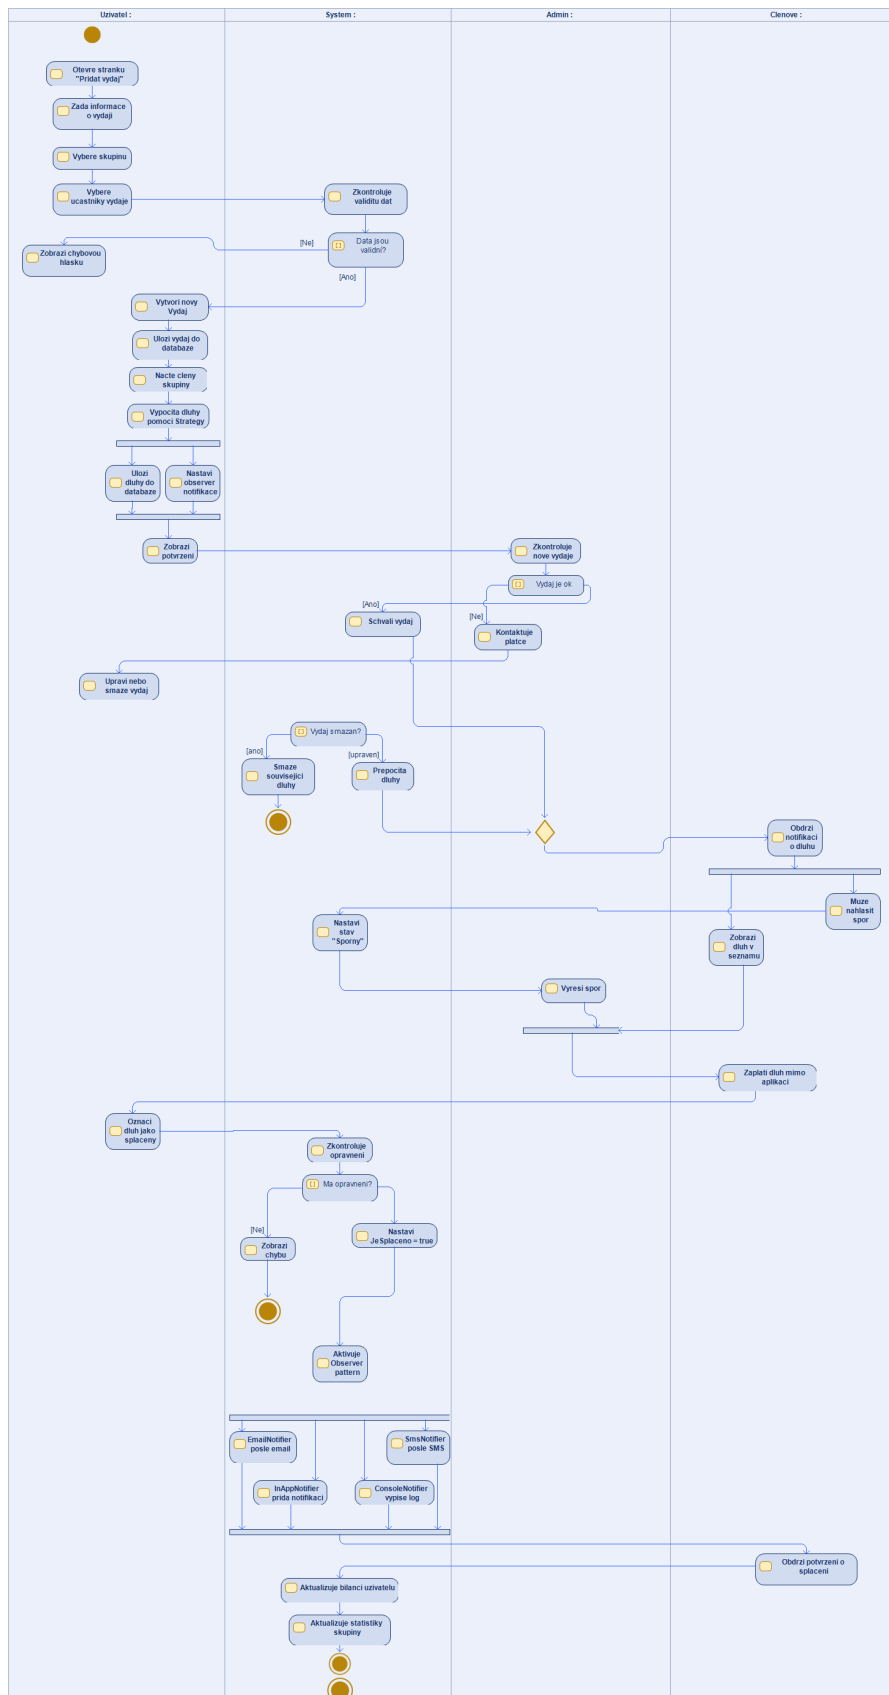 Uzivatel :
System :
Admin :
Clenove :
Otevre stranku
"Pridat vydaj"
Zada informace
o vydaji
Vybere skupinu
Vybere
ucastniky vydaje
Zkontroluje
validitu dat
Data jsou
validní?
[Ne]
Zobrazi chybovou
hlasku
[Ano]
Vytvori novy
Vydaj
Ulozi vydaj do
databaze
Nacte cleny
skupiny
Vypocita dluhy
pomoci Strategy
Ulozi
dluhy do
databaze
Nastavi
observer
notifikace
Zobrazi
potvrzeni
Zkontroluje
nove vydaje
Vydaj je ok
[Ano]
[Ne]
Schvali vydaj
Kontaktuje
platce
Upravi nebo
smaze vydaj
Vydaj smazan?
[ano]
[upraven]
Smaze
souvisejici
dluhy
Prepocita
dluhy
Obdrzi
notifikaci
o dluhu
Muze
nahlasit
spor
Nastavi
stav
"Sporny"
Zobrazi
dluh v
seznamu
Vyresi spor
Zaplati dluh mimo
aplikaci
Oznaci
dluh jako
splaceny
Zkontroluje
opravneni
Ma opravneni?
[Ne]
Zobrazi
chybu
Nastavi
JeSplaceno = true
Aktivuje
Observer
pattern
EmailNotifier
posle email
SmsNotifier
posle SMS
InAppNotifier
prida notifikaci
ConsoleNotifier
vypise log
Obdrzi potvrzeni o
splaceni
Aktualizuje bilanci uzivatelu
Aktualizuje statistiky
skupiny